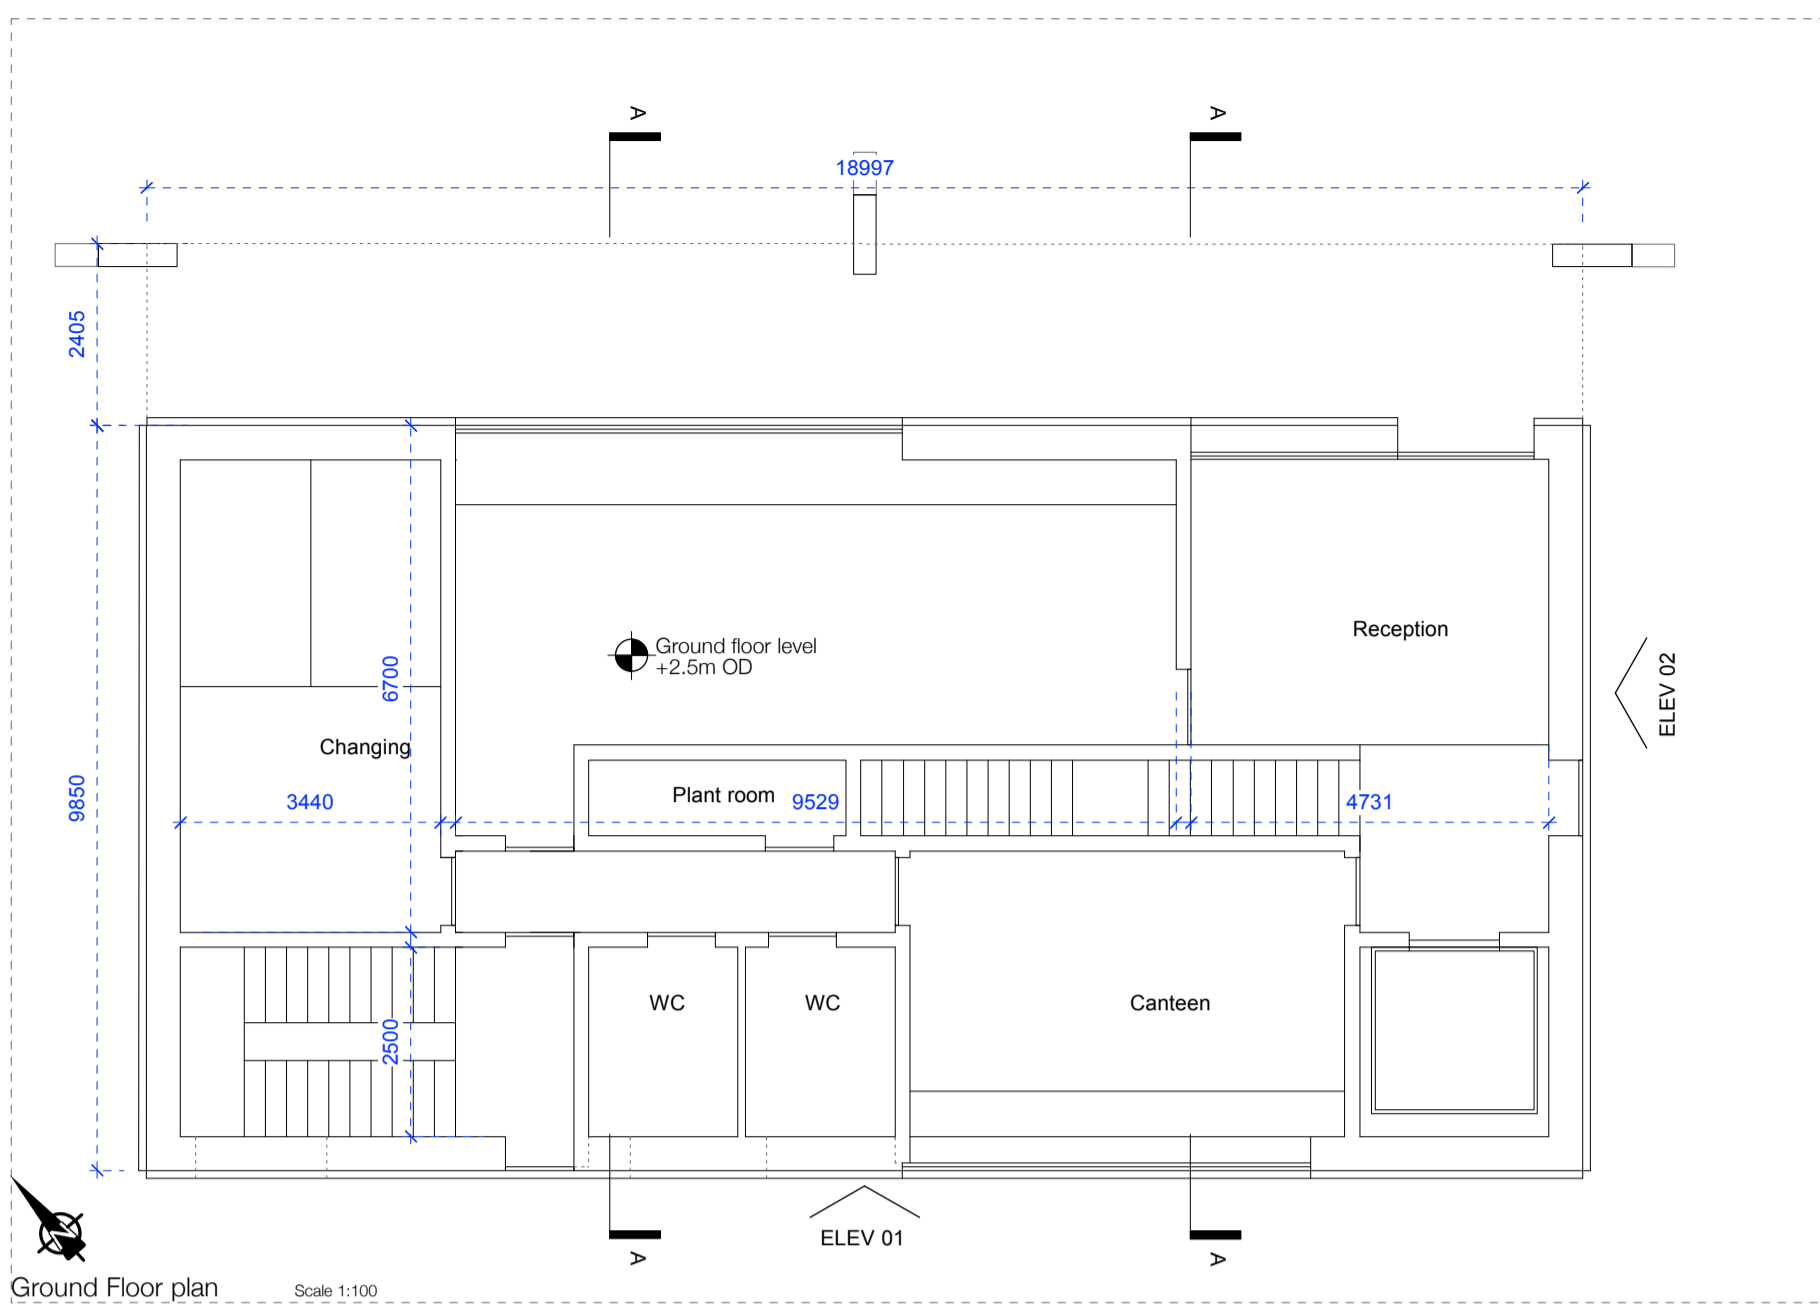 A
A
18997
2405
Ground floor level
+2.5m OD
Reception
6700
ELEV 02
Changing
9850
3440
Plant room
9529
4731
WC
WC
Canteen
2500
ELEV 01
A
A
N
Ground Floor plan
Scale 1:100